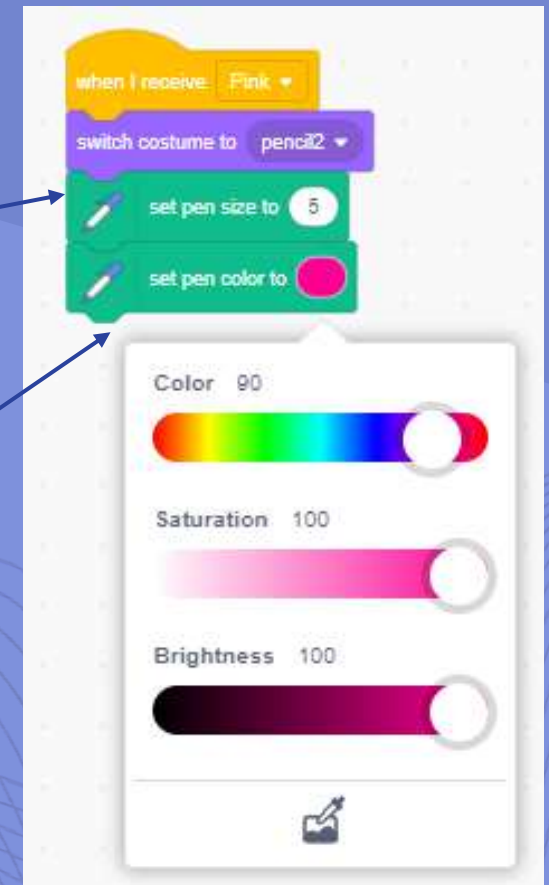 when I receive Pink
switch costume to pencil2
set pen size to 5
set pen color to
Color 90
Saturation 100
Brightness 100